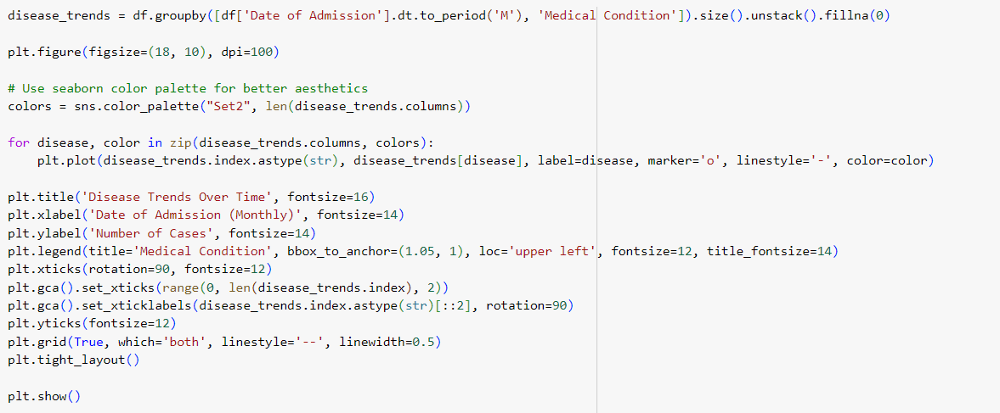 disease_trends = df.groupby([df['Date of Admission'].dt.to_period('M'), 'Medical Condition']).size().unstack().fillna(0)
plt.figure(figsize=(18, 10), dpi=100)
# Use seaborn color palette for better aesthetics
colors = sns.color_palette("Set2", len(disease_trends.columns))
for disease, color in zip(disease_trends.columns, colors):
    plt.plot(disease_trends.index.astype(str), disease_trends[disease], label=disease, marker='o', linestyle='-', color=color)
plt.title('Disease Trends Over Time', fontsize=16)
plt.xlabel('Date of Admission (Monthly)', fontsize=14)
plt.ylabel('Number of Cases', fontsize=14)
plt.legend(title='Medical Condition', bbox_to_anchor=(1.05, 1), loc='upper left', fontsize=12, title_fontsize=14)
plt.xticks(rotation=90, fontsize=12)
plt.gca().set_xticks(range(0, len(disease_trends.index), 2))
plt.gca().set_xticklabels(disease_trends.index.astype(str)[::2], rotation=90)
plt.yticks(fontsize=12)
plt.grid(True, which='both', linestyle='--', linewidth=0.5)
plt.tight_layout()
plt.show()